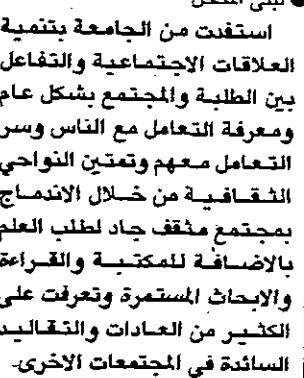 استفدت من الجامعة بتنمية
العلاقات الاجتماعية والتفاعل
بين الطلبة والمجتمع بشكل عام
ومعرفة التعامل مع الناس وسر
التعامل معهم وتمتين النواحي
الثقافية من خلال الاندماج
بمجتمع مثقف جاد لطلب العلم
بالاضافة للمكتبة والقراءة
والابحاث المستمرة وتعرفت على
الكثير من العادات والتقاليد
السائدة في المجتمعات الاخرى.